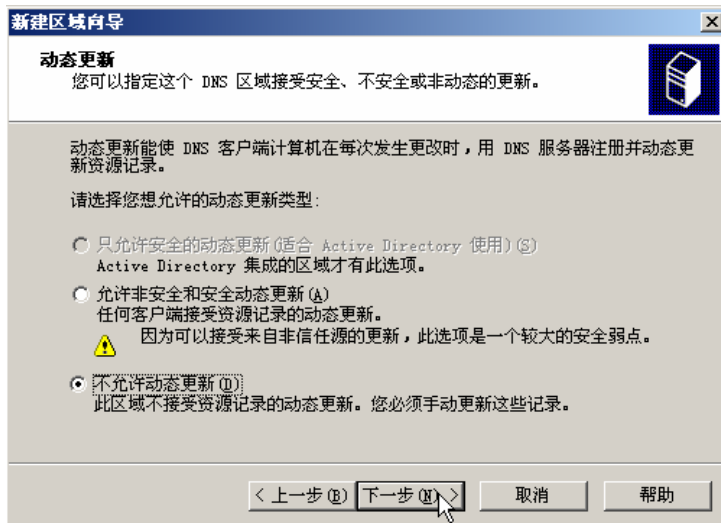 新建区域向导
动态更新
您可以指定这个 DNS 区域接受安全、不安全或非动态的更新。
动态更新能使 DNS 客户端计算机在每次发生更改时，用 DNS 服务器注册并动态更
新资源记录。
请选择您想允许的动态更新类型:
只允许安全的动态更新(适合 Active Directory 使用)(S)
Active Directory 集成的区域才有此选项。
允许非安全和安全动态更新(A)
任何客户端接受资源记录的动态更新。
因为可以接受来自非信任源的更新，此选项是一个较大的安全弱点。
不允许动态更新(D)
此区域不接受资源记录的动态更新。您必须手动更新这些记录。
< 上一步(B) 下一步(N) > 取消 帮助